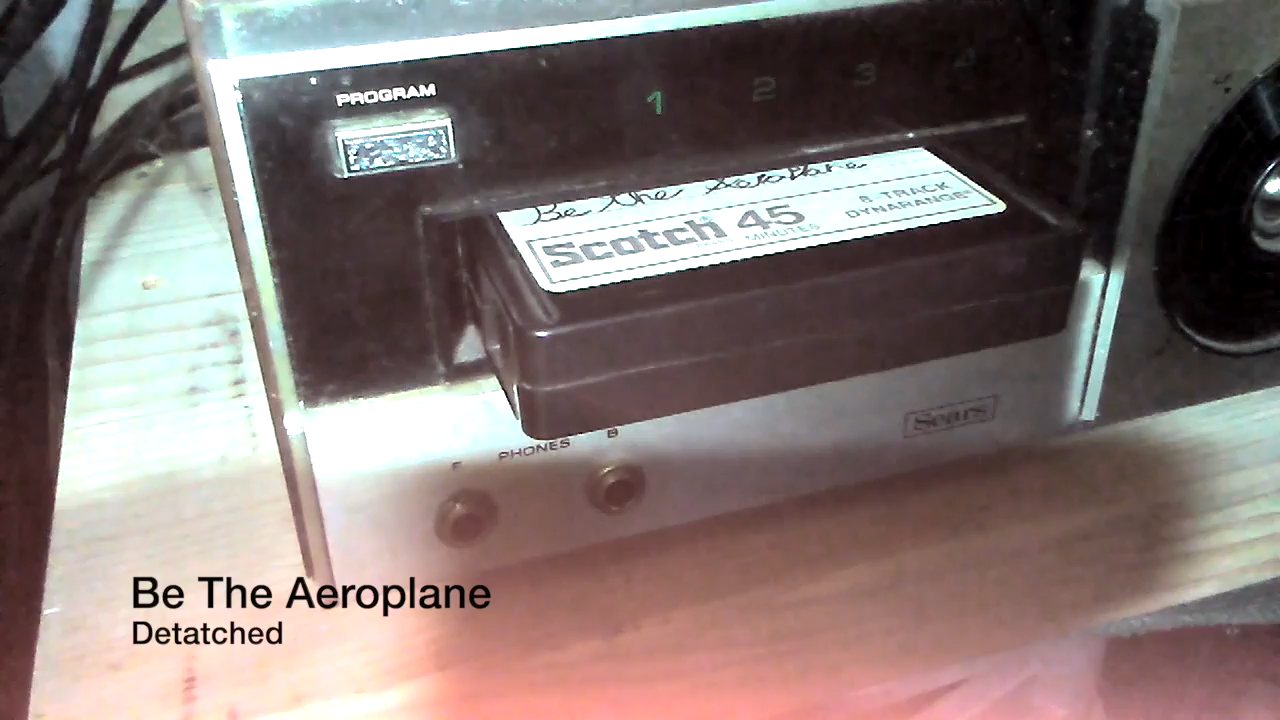 PROGRAM
1 2 3 4
Be The Aeroplane
Scotch 45
MINUTES
8 TRACK
DYNARANGE
F PHONES B
Sears
Be The Aeroplane
Detatched